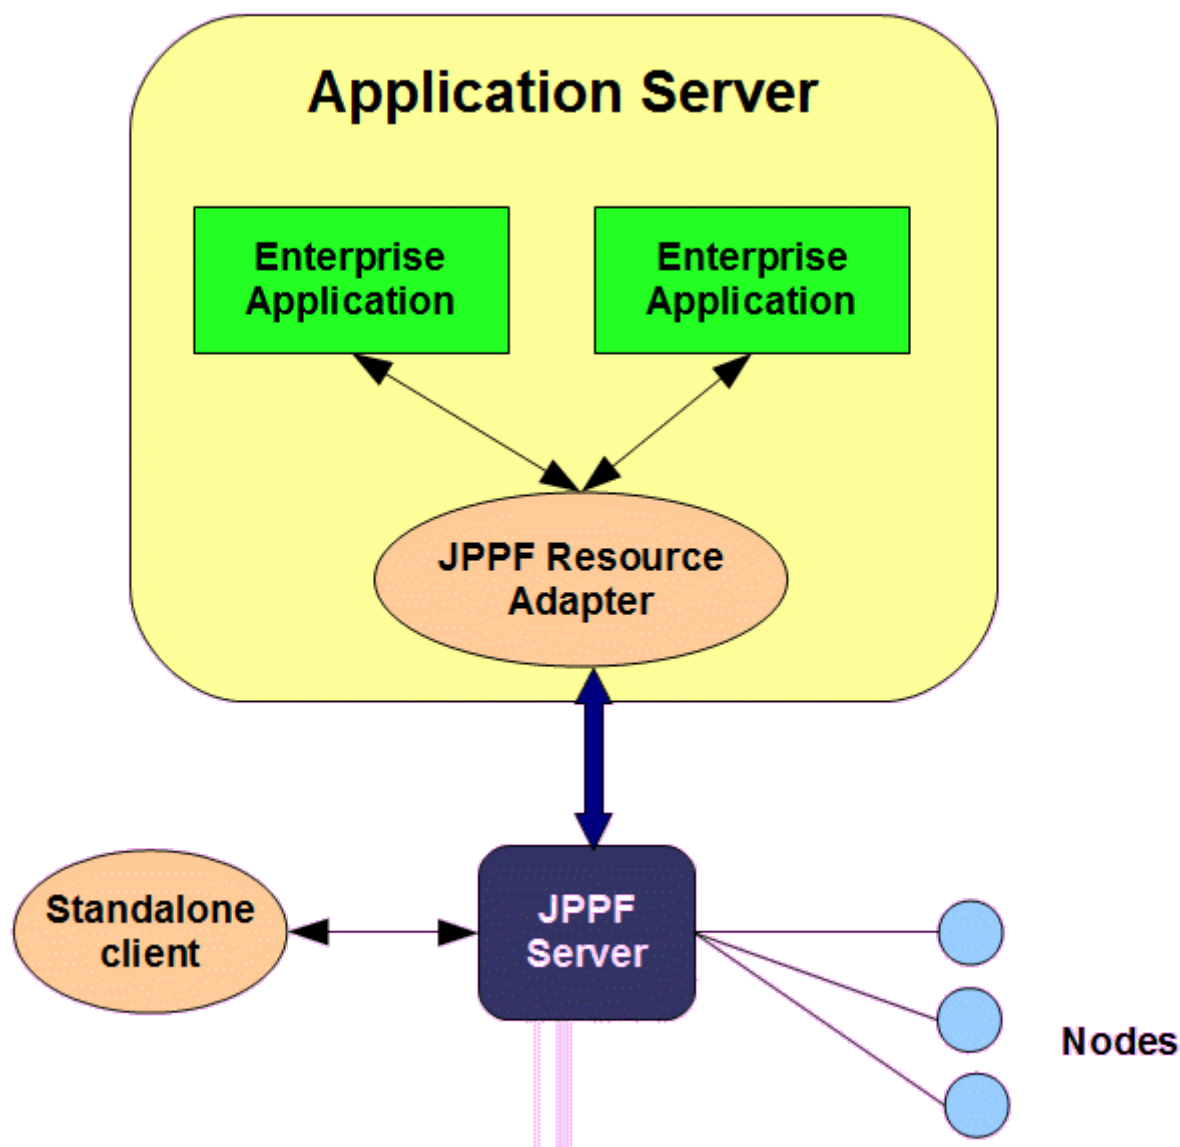 Application Server
Enterprise
Application
Enterprise
Application
JPPF Resource
Adapter
Standalone
client
JPPF
Server
Nodes